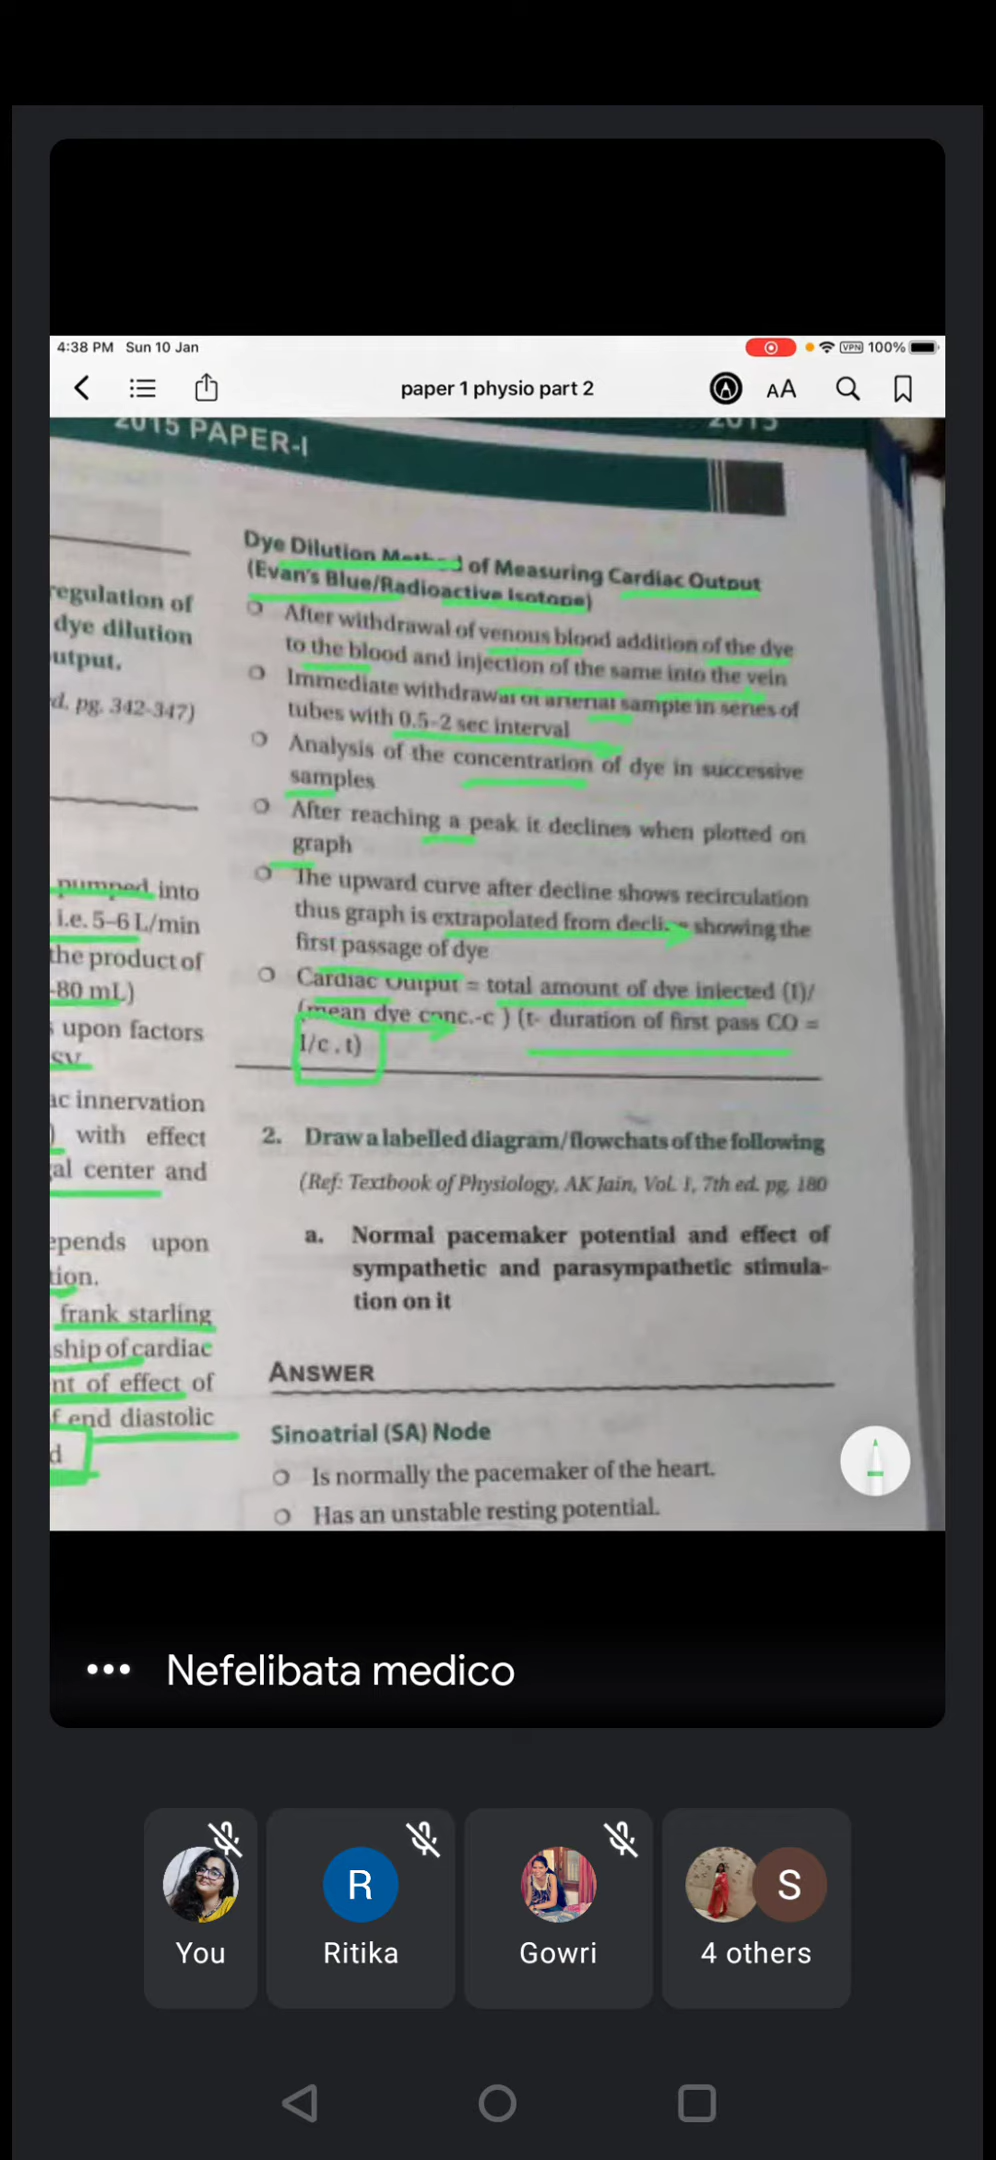 4:38 PM Sun 10 Jan
VPN 100%
paper 1 physio part 2
AA
2015 PAPER-I
2015
regulation of
dye dilution
utput.
d. pg. 342-347)
pumped into
i.e. 5–6 L/min
the product of
-80 mL)
upon factors
SV
ac innervation
) with effect
al center and
epends upon
tion.
frank starling
ship of cardiac
nt of effect of
f end diastolic
d
Dye Dilution Method of Measuring Cardiac Output
(Evan's Blue/Radioactive Isotope)
After withdrawal of venous blood addition of the dye
to the blood and injection of the same into the vein
Immediate withdrawal of arterial sample in series of
tubes with 0.5–2 sec interval
Analysis of the concentration of dye in successive
samples
After reaching a peak it declines when plotted on
graph
The upward curve after decline shows recirculation
thus graph is extrapolated from decline showing the
first passage of dye
Cardiac Output = total amount of dye injected (I)/
(mean dye conc.-c ) (t- duration of first pass CO =
I/c . t)
2. Draw a labelled diagram/flowchats of the following
(Ref: Textbook of Physiology, AK Jain, Vol. 1, 7th ed. pg. 180
a. Normal pacemaker potential and effect of
sympathetic and parasympathetic stimula-
tion on it
ANSWER
Sinoatrial (SA) Node
Is normally the pacemaker of the heart.
Has an unstable resting potential.
Nefelibata medico
R
S
You
Ritika
Gowri
4 others